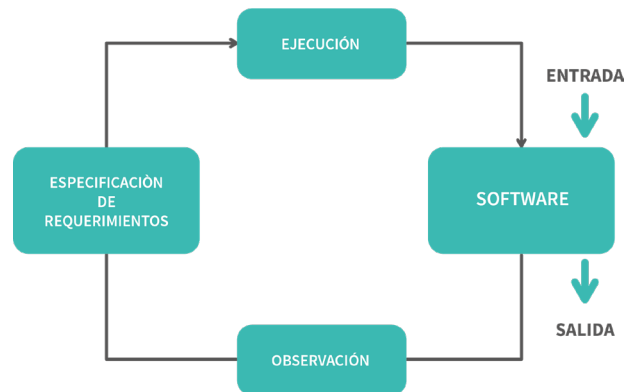 EJECUCIÓN
ENTRADA
ESPECIFICACIÒN
DE
REQUERIMIENTOS
SOFTWARE
SALIDA
OBSERVACIÓN